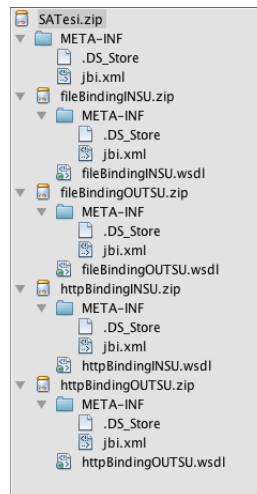 SATesi.zip
META-INF
.DS_Store
jbi.xml
fileBindingINSU.zip
META-INF
.DS_Store
jbi.xml
fileBindingINSU.wsdl
fileBindingOUTSU.zip
META-INF
.DS_Store
jbi.xml
fileBindingOUTSU.wsdl
httpBindingINSU.zip
META-INF
.DS_Store
jbi.xml
httpBindingINSU.wsdl
httpBindingOUTSU.zip
META-INF
.DS_Store
jbi.xml
httpBindingOUTSU.wsdl